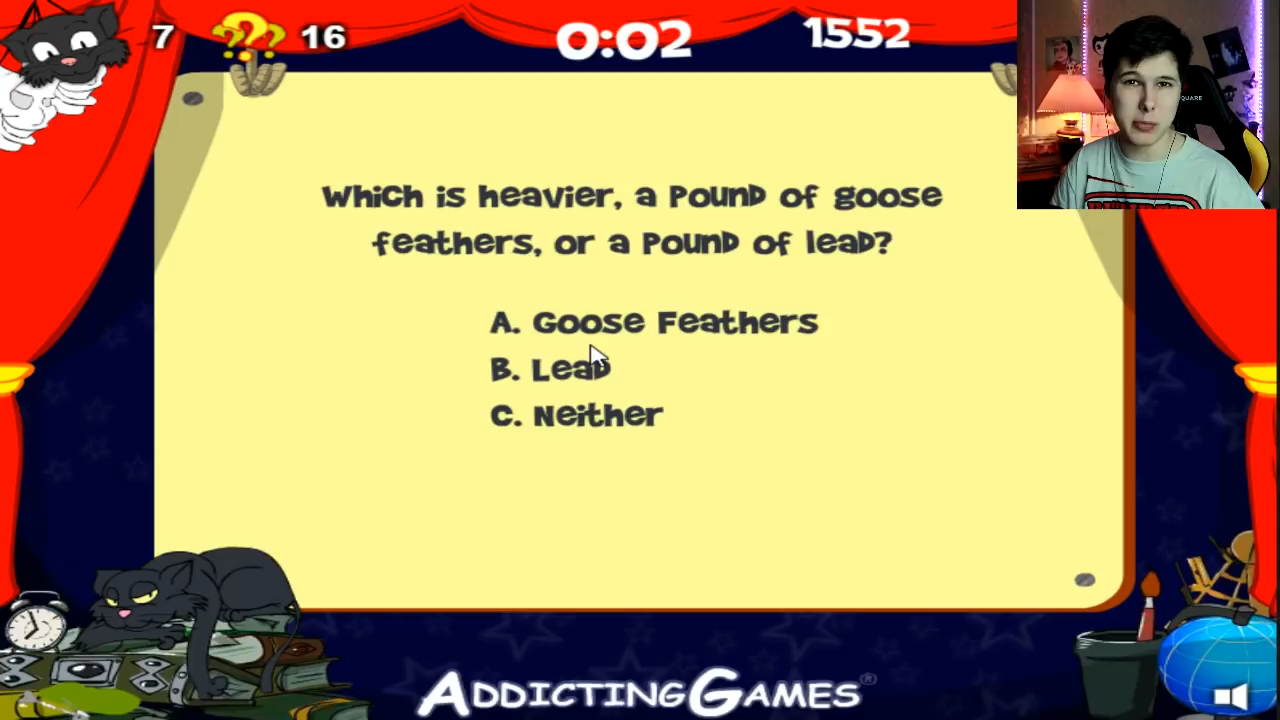 7 16 0:02 1552
SQUARE
Which is heavier, a pound of goose
feathers, or a pound of lead?
A. Goose Feathers
B. Lead
C. Neither
ADDICTINGGAMES®